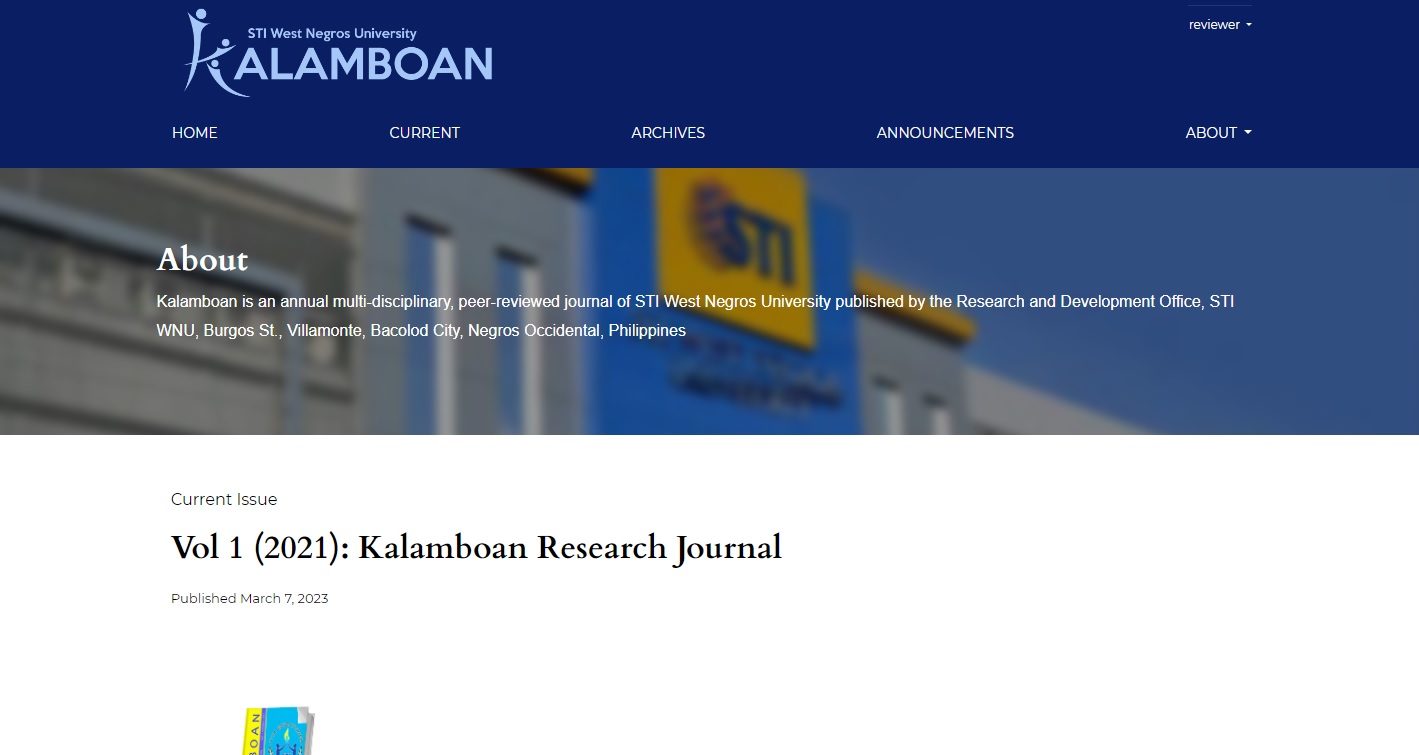 STI West Negros University
KALAMBOAN
reviewer
HOME
CURRENT
ARCHIVES
ANNOUNCEMENTS
ABOUT
STI
About
Kalamboan is an annual multi-disciplinary, peer-reviewed journal of STI West Negros University published by the Research and Development Office, STI
WNU, Burgos St., Villamonte, Bacolod City, Negros Occidental, Philippines
Current Issue
Vol 1 (2021): Kalamboan Research Journal
Published March 7, 2023